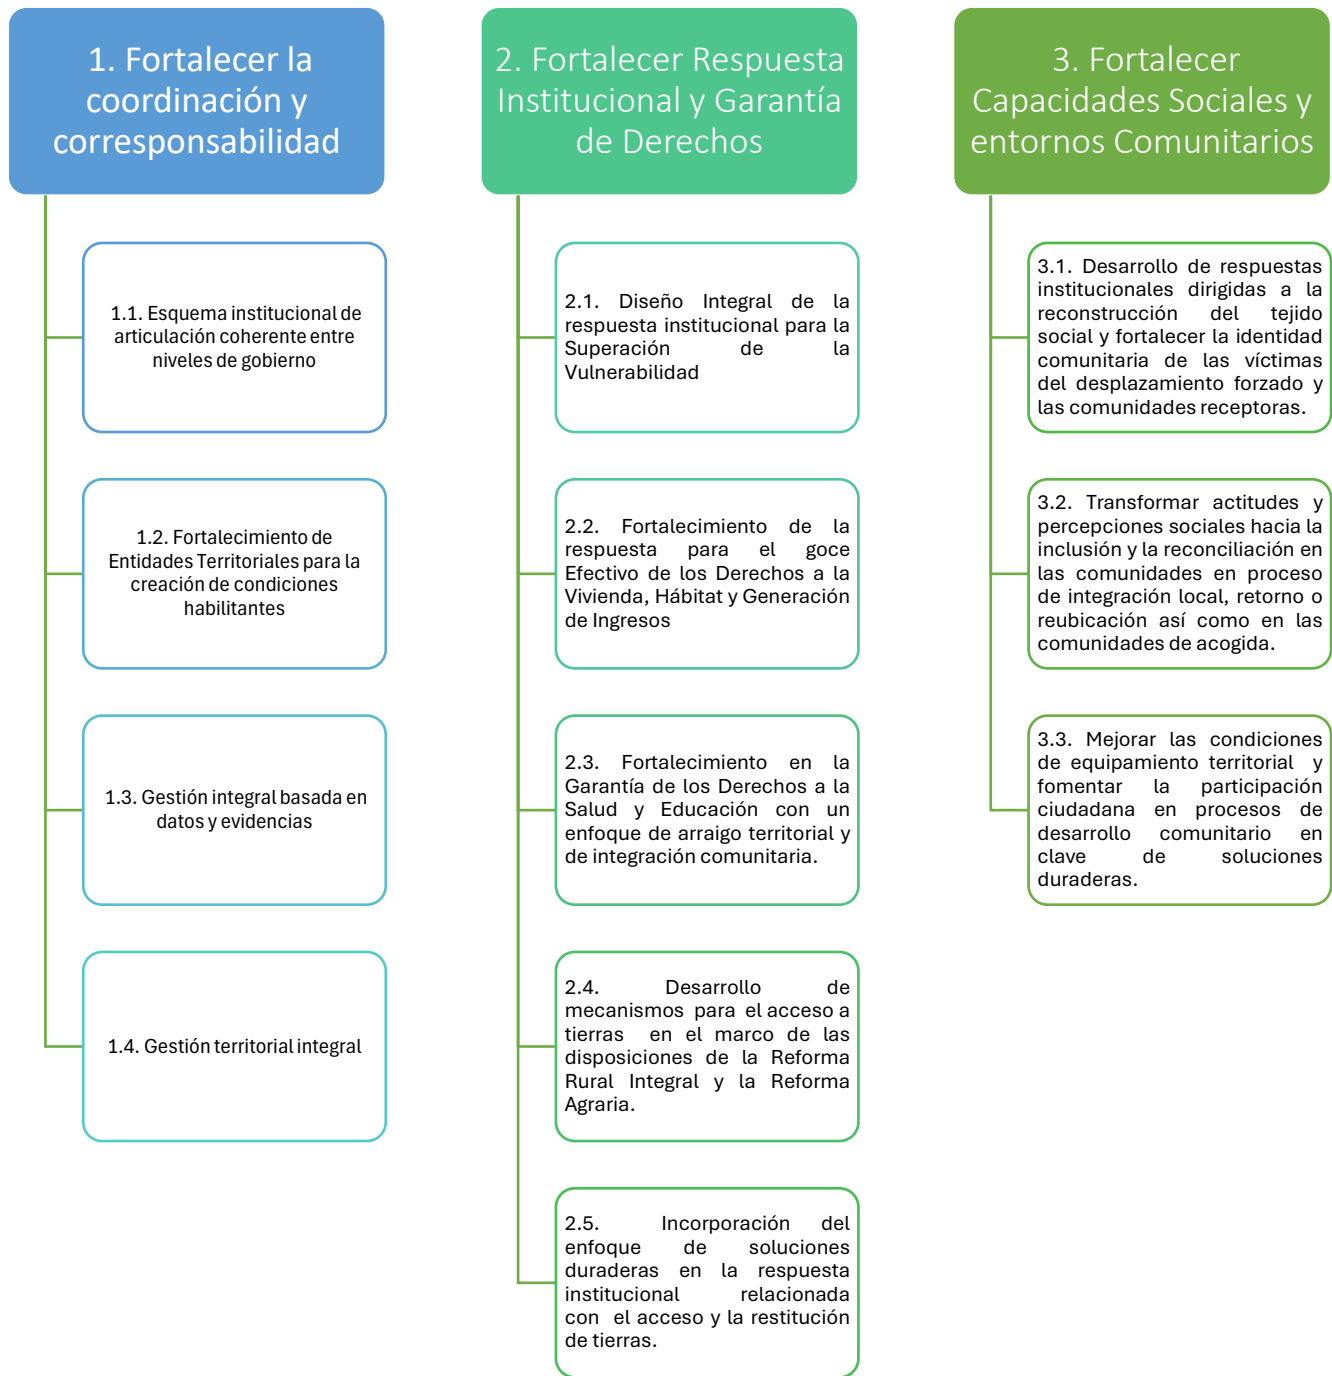 1. Fortalecer la
coordinación y
corresponsabilidad
1.1. Esquema institucional de
articulación coherente entre
niveles de gobierno
1.2. Fortalecimiento de
Entidades Territoriales para la
creación de condiciones
habilitantes
1.3. Gestión integral basada en
datos y evidencias
1.4. Gestión territorial integral
2. Fortalecer Respuesta
Institucional y Garantía
de Derechos
2.1. Diseño Integral de la
respuesta institucional para la
Superación de la
Vulnerabilidad
2.2. Fortalecimiento de la
respuesta para el goce
Efectivo de los Derechos a la
Vivienda, Hábitat y Generación
de Ingresos
2.3. Fortalecimiento en la
Garantía de los Derechos a la
Salud y Educación con un
enfoque de arraigo territorial y
de integración comunitaria.
2.4. Desarrollo de
mecanismos para el acceso a
tierras en el marco de las
disposiciones de la Reforma
Rural Integral y la Reforma
Agraria.
2.5. Incorporación del
enfoque de soluciones
duraderas en la respuesta
institucional relacionada
con el acceso y la restitución
de tierras.
3. Fortalecer
Capacidades Sociales y
entornos Comunitarios
3.1. Desarrollo de respuestas
institucionales dirigidas a la
reconstrucción del tejido
social y fortalecer la identidad
comunitaria de las víctimas
del desplazamiento forzado y
las comunidades receptoras.
3.2. Transformar actitudes y
percepciones sociales hacia la
inclusión y la reconciliación en
las comunidades en proceso
de integración local, retorno o
reubicación así como en las
comunidades de acogida.
3.3. Mejorar las condiciones
de equipamiento territorial y
fomentar la participación
ciudadana en procesos de
desarrollo comunitario en
clave de soluciones
duraderas.